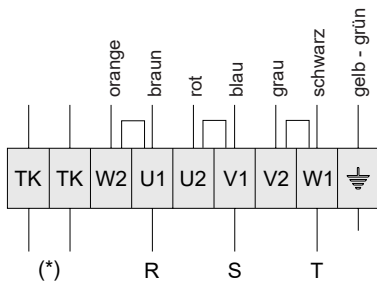 orange braun rot blau grau schwarz gelb - grün
TK TK W2 U1 U2 V1 V2 W1
(*) R S T